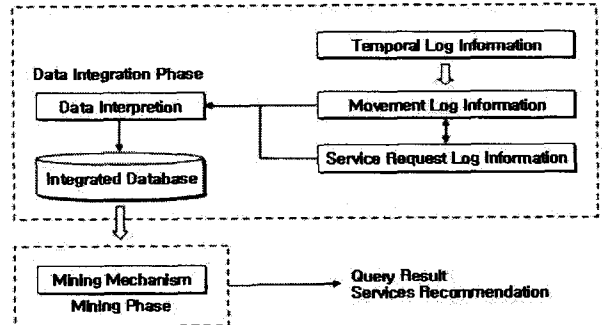 Temporal Log Information
Data Integration Phase
Data Interpretion
Movement Log Information
Service Request Log Information
Integrated Database
Mining Mechanism
Mining Phase
Query Result
Services Recommendation